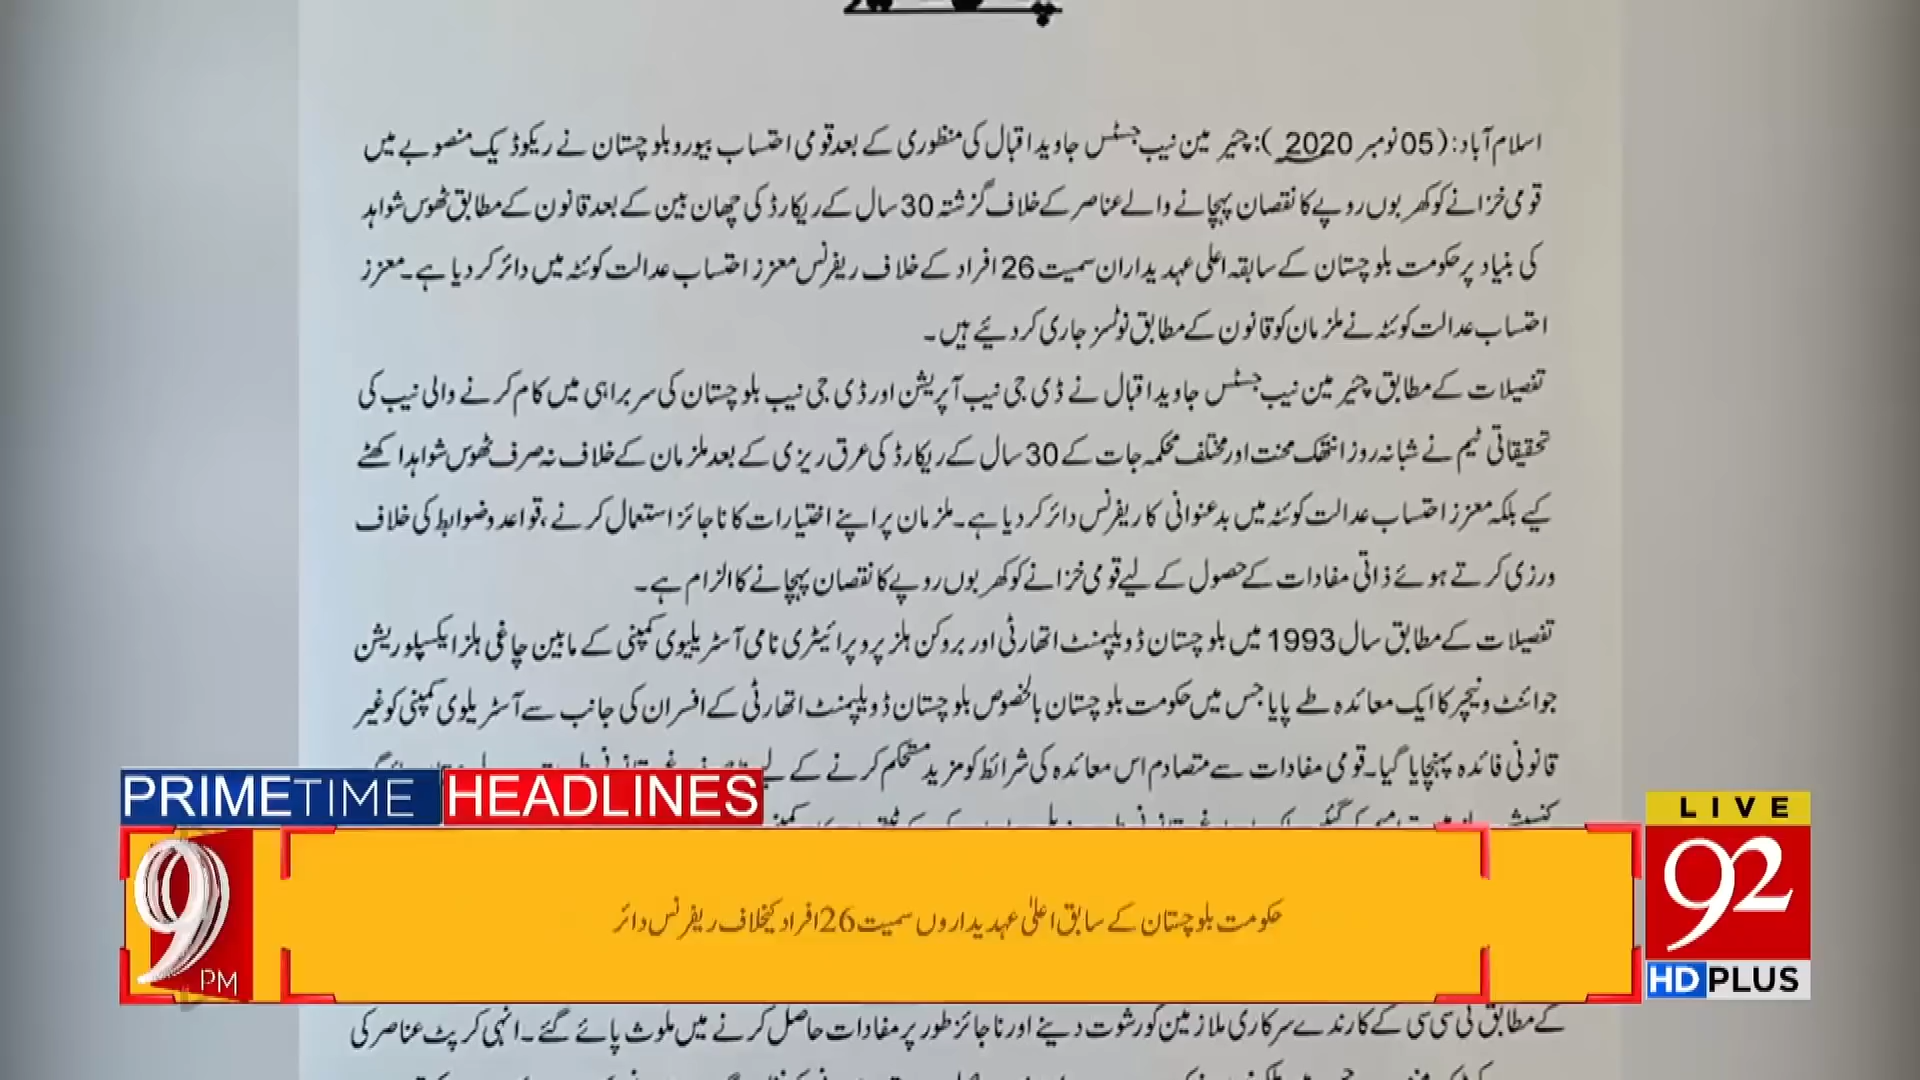 اسلام آباد: (05 نومبر 2020): چیئر مین نیب جسٹس جاوید اقبال کی منظوری کے بعد قومی احتساب بیورو بلوچستان نے ریکوڈیک منصوبے میں
قومی خزانے کو کھربوں روپے کا نقصان پہچانے والے عناصر کے خلاف گزشتہ 30 سال کے ریکارڈ کی چھان بین کے بعد قانون کے مطابق ٹھوس شواہد
کی بنیاد پر حکومت بلوچستان کے سابقہ اعلی عہدیداران سمیت 26 افراد کے خلاف ریفرنس معزز احتساب عدالت کوئٹہ میں دائر کر دیا ہے۔ معزز
احتساب عدالت کوئٹہ نے ملزمان کو قانون کے مطابق نوٹسز جاری کر دیئے ہیں۔
تفصیلات کے مطابق چیئر مین نیب جسٹس جاوید اقبال نے ڈی جی نیب آپریشن اور ڈی جی نیب بلوچستان کی سربراہی میں کام کرنے والی نیب کی
تحقیقاتی ٹیم نے شبانہ روز انتھک محنت اور مختلف محکمہ جات کے 30 سال کے ریکارڈ کی عرق ریزی کے بعد ملزمان کے خلاف نہ صرف ٹھوس شواہد اکھٹے
کیے بلکہ معزز احتساب عدالت کوئٹہ میں بدعنوانی کا ریفرنس دائر کر دیا ہے۔ ملزمان پر اپنے اختیارات کا ناجائز استعمال کرنے، قواعد و ضوابط کی خلاف
ورزی کرتے ہوئے ذاتی مفادات کے حصول کے لیے قومی خزانے کو کھربوں روپے کا نقصان پہچانے کا الزام ہے۔
تفصیلات کے مطابق سال 1993 میں بلوچستان ڈویلپمنٹ اتھارٹی اور بروکن ہلز پروپرائیٹری نامی آسٹریلیوی کمپنی کے مابین چاغی ہلز ایکسپلوریشن
جوائنٹ ونیچر کا ایک معائدہ طے پایا جس میں حکومت بلوچستان بالخصوص بلوچستان ڈویلپمنٹ اتھارٹی کے افسران کی جانب سے آسٹریلوی کمپنی کو غیر
قانونی فائدہ پہنچایا گیا۔ قومی مفادات سے متصادم اس معائدہ کی شرائط کو مزید مستحکم کرنے کے
PRIMETIME HEADLINES
LIVE
9 PM
حکومت بلوچستان کے سابق اعلیٰ عہدیداروں سمیت 26 افراد کیخلاف ریفرنس دائر
92
HD PLUS
کے مطابق ٹی سی سی کے کارندے سرکاری ملازمین کو رشوت دینے اور ناجائز طور پر مفادات حاصل کرنے میں ملوث پائے گئے۔ انہی کرپٹ عناصر کی